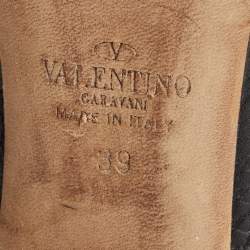 V
VALENTINO
GARAVANI
MADE IN ITALY
39